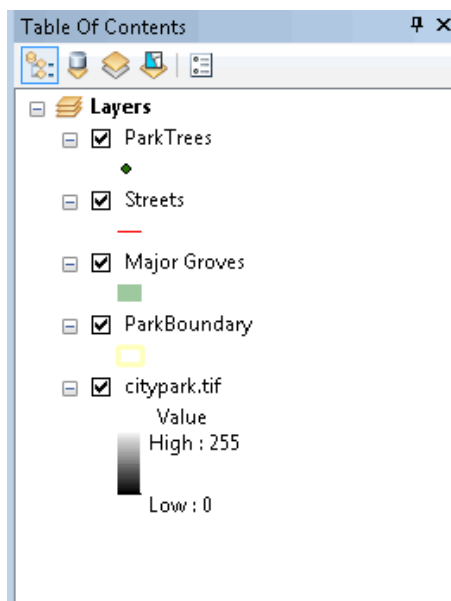 Table Of Contents
Layers
ParkTrees
Streets
Major Groves
ParkBoundary
citypark.tif
Value
High : 255
Low : 0